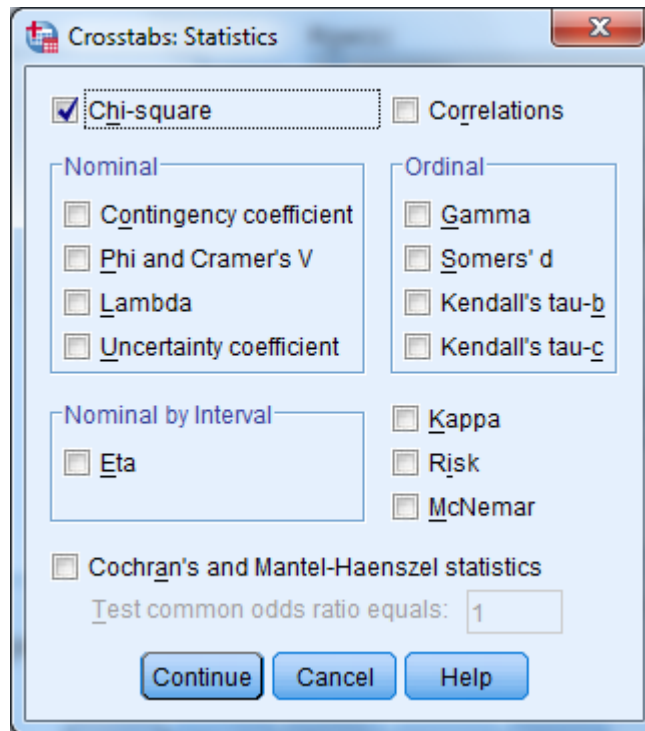 Crosstabs: Statistics
Chi-square
Correlations
Nominal
Contingency coefficient
Phi and Cramer's V
Lambda
Uncertainty coefficient
Ordinal
Gamma
Somers' d
Kendall's tau-b
Kendall's tau-c
Nominal by Interval
Eta
Kappa
Risk
McNemar
Cochran's and Mantel-Haenszel statistics
Test common odds ratio equals: 1
Continue Cancel Help